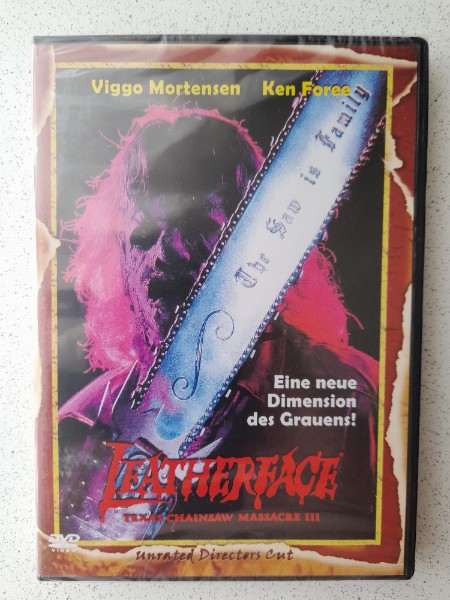 Viggo Mortensen Ken Foree
The Saw is Family
Eine neue
Dimension
des Grauens!
LEATHERFACE
TEXAS CHAINSAW MASSACRE III
DVD
VIDEO
Unrated Directors Cut